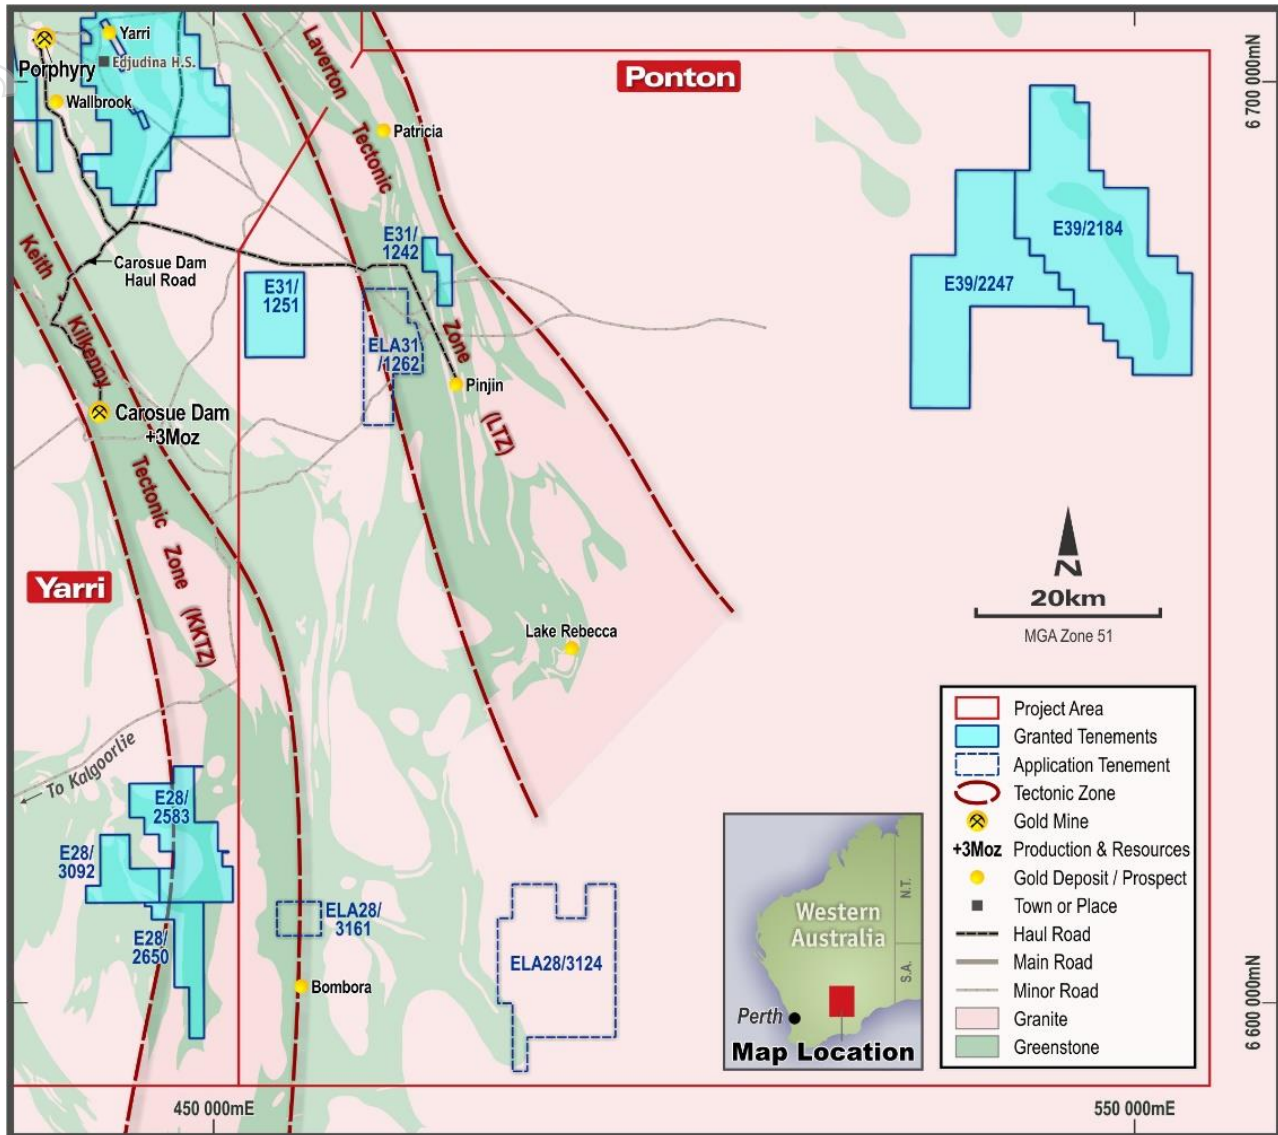 Yarri
Edjudina H.S.
Porphyry
Wallbrook
Laverton
Tectonic
Zone
(LTZ)
Patricia
Ponton
6 700 000mN
E31/
1242
E39/2184
E39/2247
Keith -
Kilkenny
Tectonic
Zone
(KKTZ)
Carosue Dam
Haul Road
E31/
1251
ELA31
/1262
Pinjin
Carosue Dam
+3Moz
Yarri
N
20km
MGA Zone 51
Lake Rebecca
To Kalgoorlie
E28/
2583
E28/
3092
E28/
2650
ELA28/
3161
Bombora
ELA28/3124
Western
Australia
N.T.
S.A.
Perth
Map Location
Project Area
Granted Tenements
Application Tenement
Tectonic Zone
Gold Mine
+3Moz Production & Resources
Gold Deposit / Prospect
Town or Place
Haul Road
Main Road
Minor Road
Granite
Greenstone
6 600 000mN
450 000mE
550 000mE